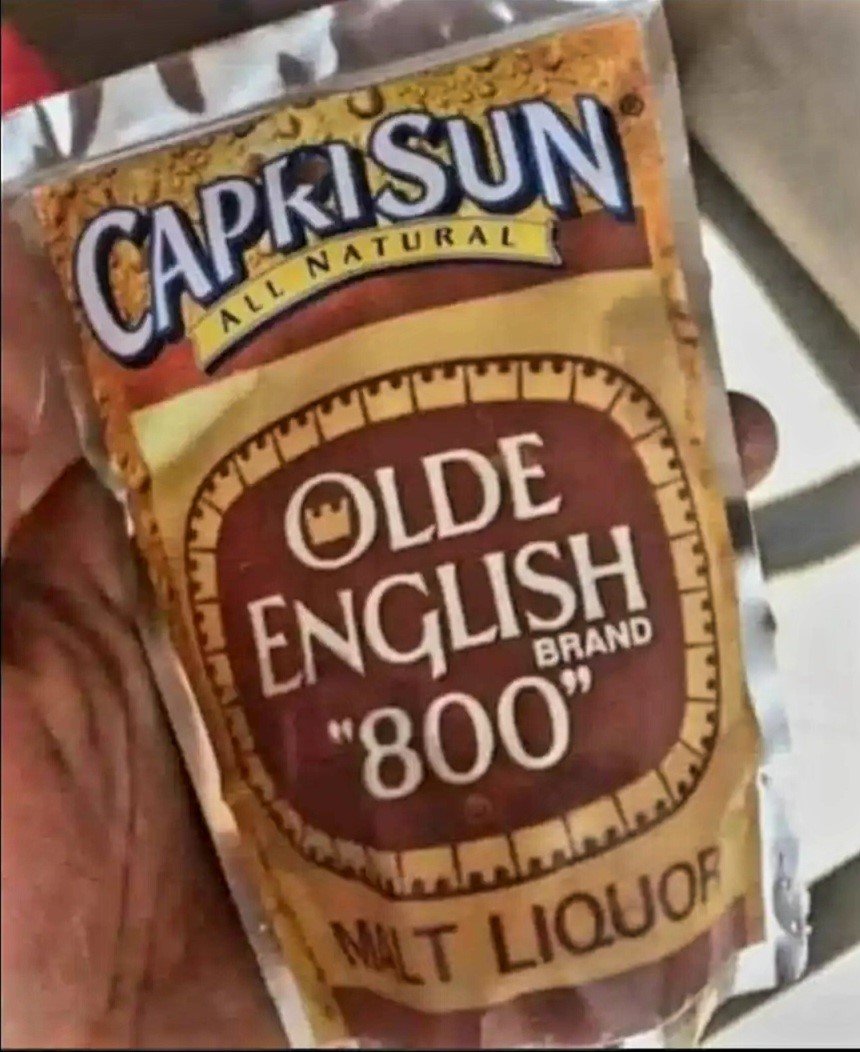 CAPRISUN®
ALL NATURAL
OLDE
ENGLISH
BRAND
"800"
MALT LIQUOR